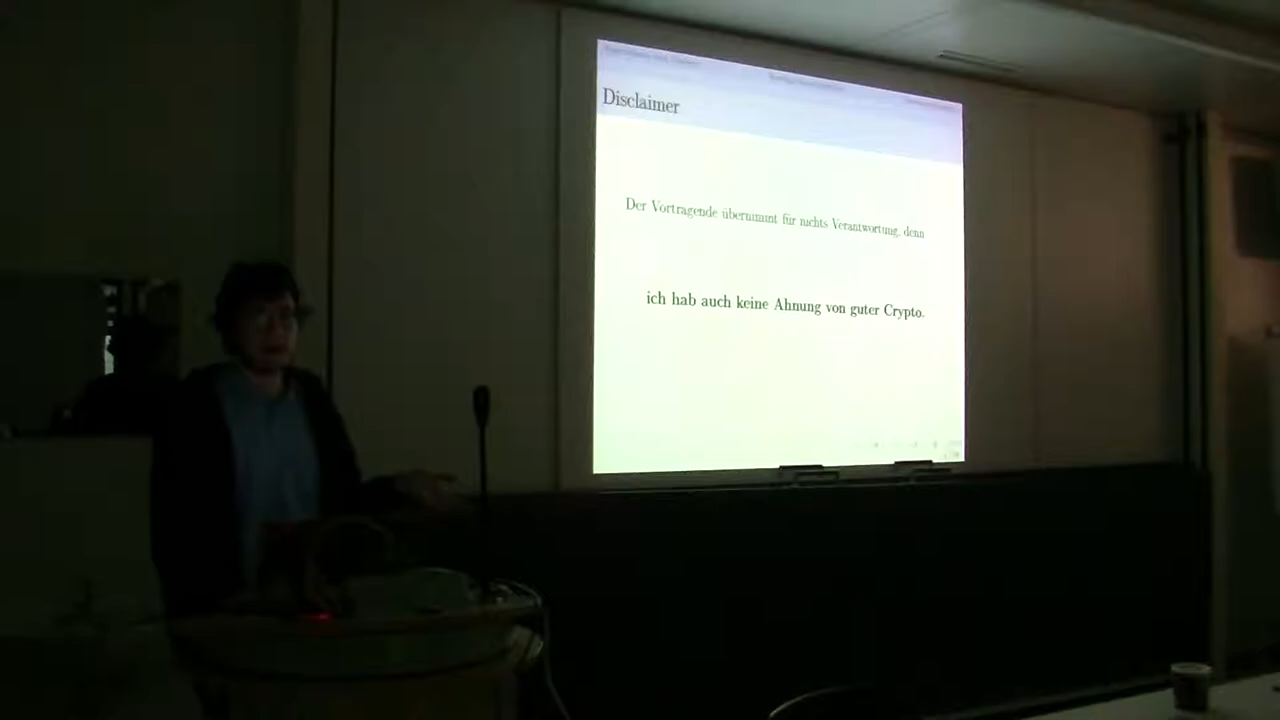 Disclaimer
Der Vortragende übernimmt für nichts Verantwortung, denn
ich hab auch keine Ahnung von guter Crypto.